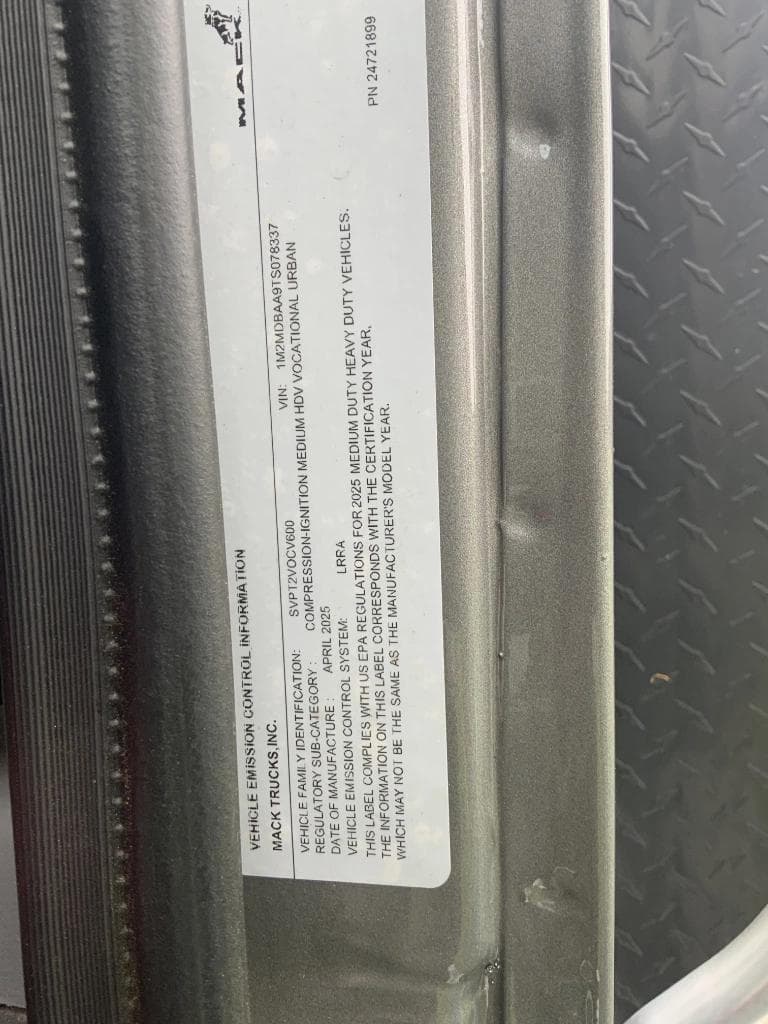 MACK
VEHICLE EMISSION CONTROL INFORMATION
MACK TRUCKS,INC. VIN: 1M2MDBAA9TS078337
VEHICLE FAMILY IDENTIFICATION: SVPT2VOCV600
REGULATORY SUB-CATEGORY : COMPRESSION-IGNITION MEDIUM HDV VOCATIONAL URBAN
DATE OF MANUFACTURE : APRIL 2025
VEHICLE EMISSION CONTROL SYSTEM: LRRA
THIS LABEL COMPLIES WITH US EPA REGULATIONS FOR 2025 MEDIUM DUTY HEAVY DUTY VEHICLES.
THE INFORMATION ON THIS LABEL CORRESPONDS WITH THE CERTIFICATION YEAR,
WHICH MAY NOT BE THE SAME AS THE MANUFACTURER'S MODEL YEAR.
PN 24721899